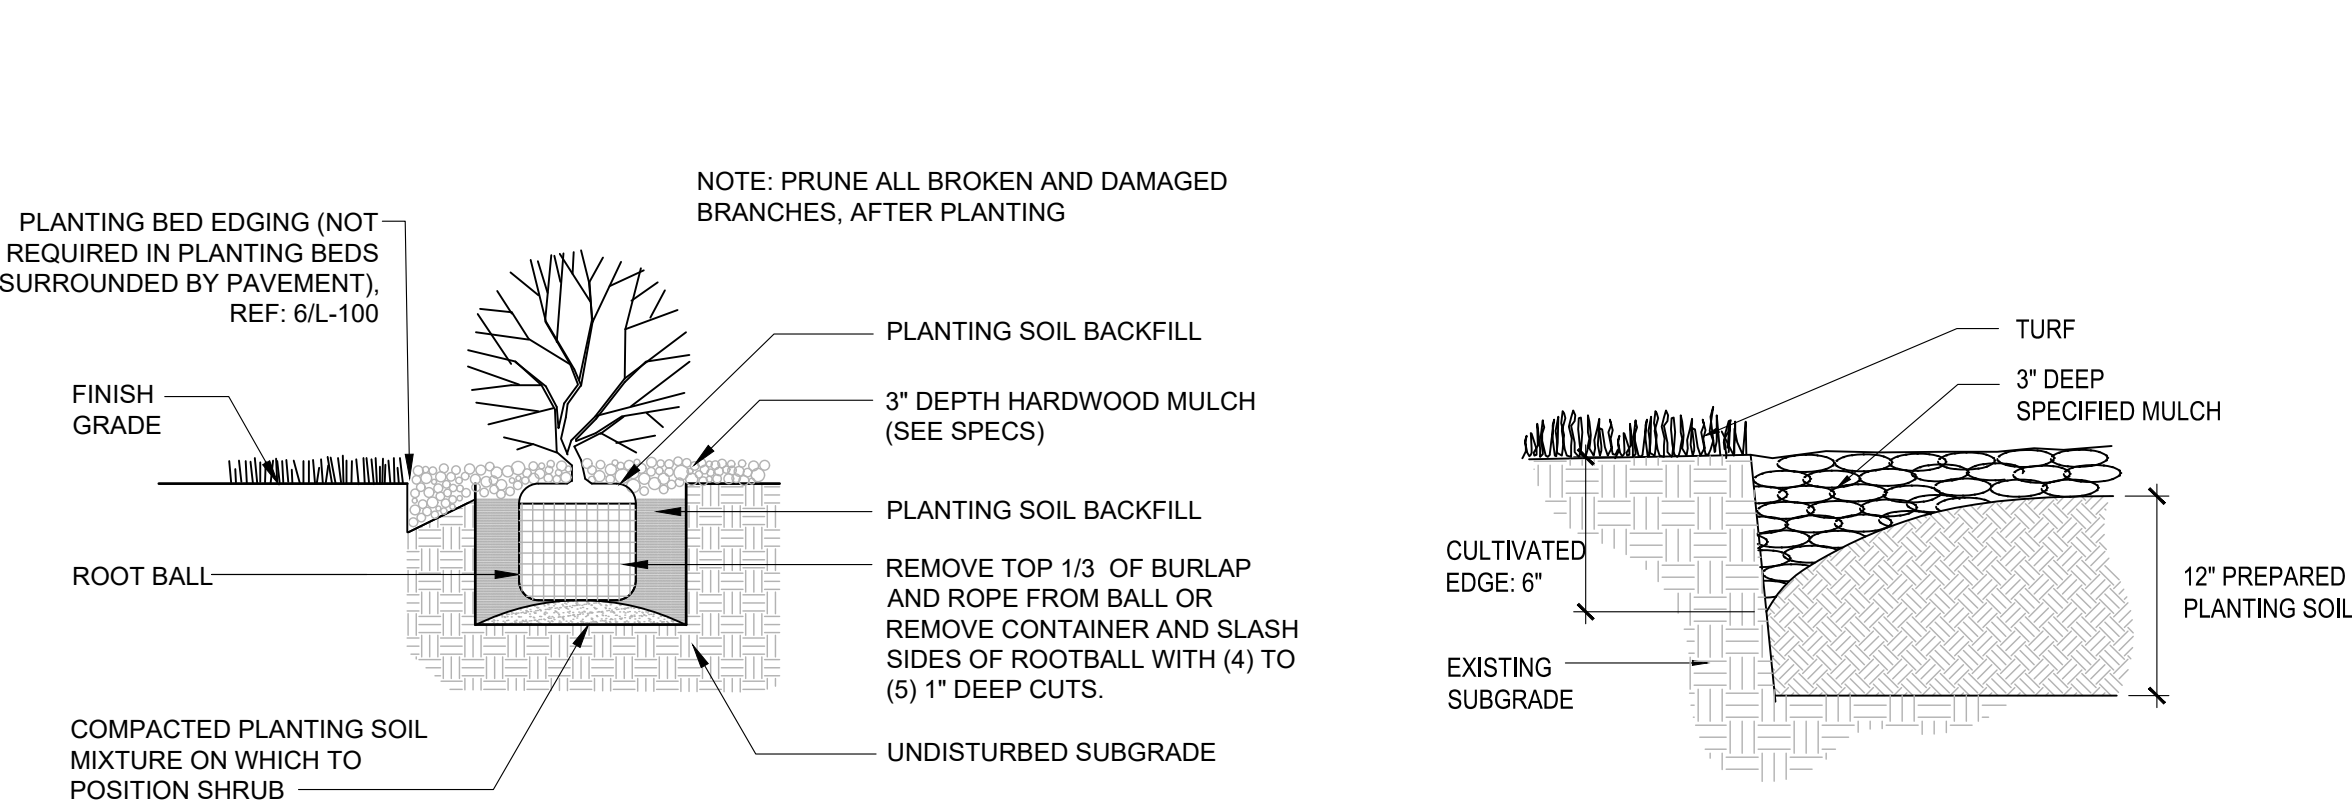 NOTE: PRUNE ALL BROKEN AND DAMAGED
BRANCHES, AFTER PLANTING
PLANTING BED EDGING (NOT
REQUIRED IN PLANTING BEDS
SURROUNDED BY PAVEMENT),
REF: 6/L-100
FINISH
GRADE
ROOT BALL
COMPACTED PLANTING SOIL
MIXTURE ON WHICH TO
POSITION SHRUB
PLANTING SOIL BACKFILL
3" DEPTH HARDWOOD MULCH
(SEE SPECS)
PLANTING SOIL BACKFILL
REMOVE TOP 1/3 OF BURLAP
AND ROPE FROM BALL OR
REMOVE CONTAINER AND SLASH
SIDES OF ROOTBALL WITH (4) TO
(5) 1" DEEP CUTS.
UNDISTURBED SUBGRADE
TURF
3" DEEP
SPECIFIED MULCH
CULTIVATED
EDGE: 6"
EXISTING
SUBGRADE
12" PREPARED
PLANTING SOIL